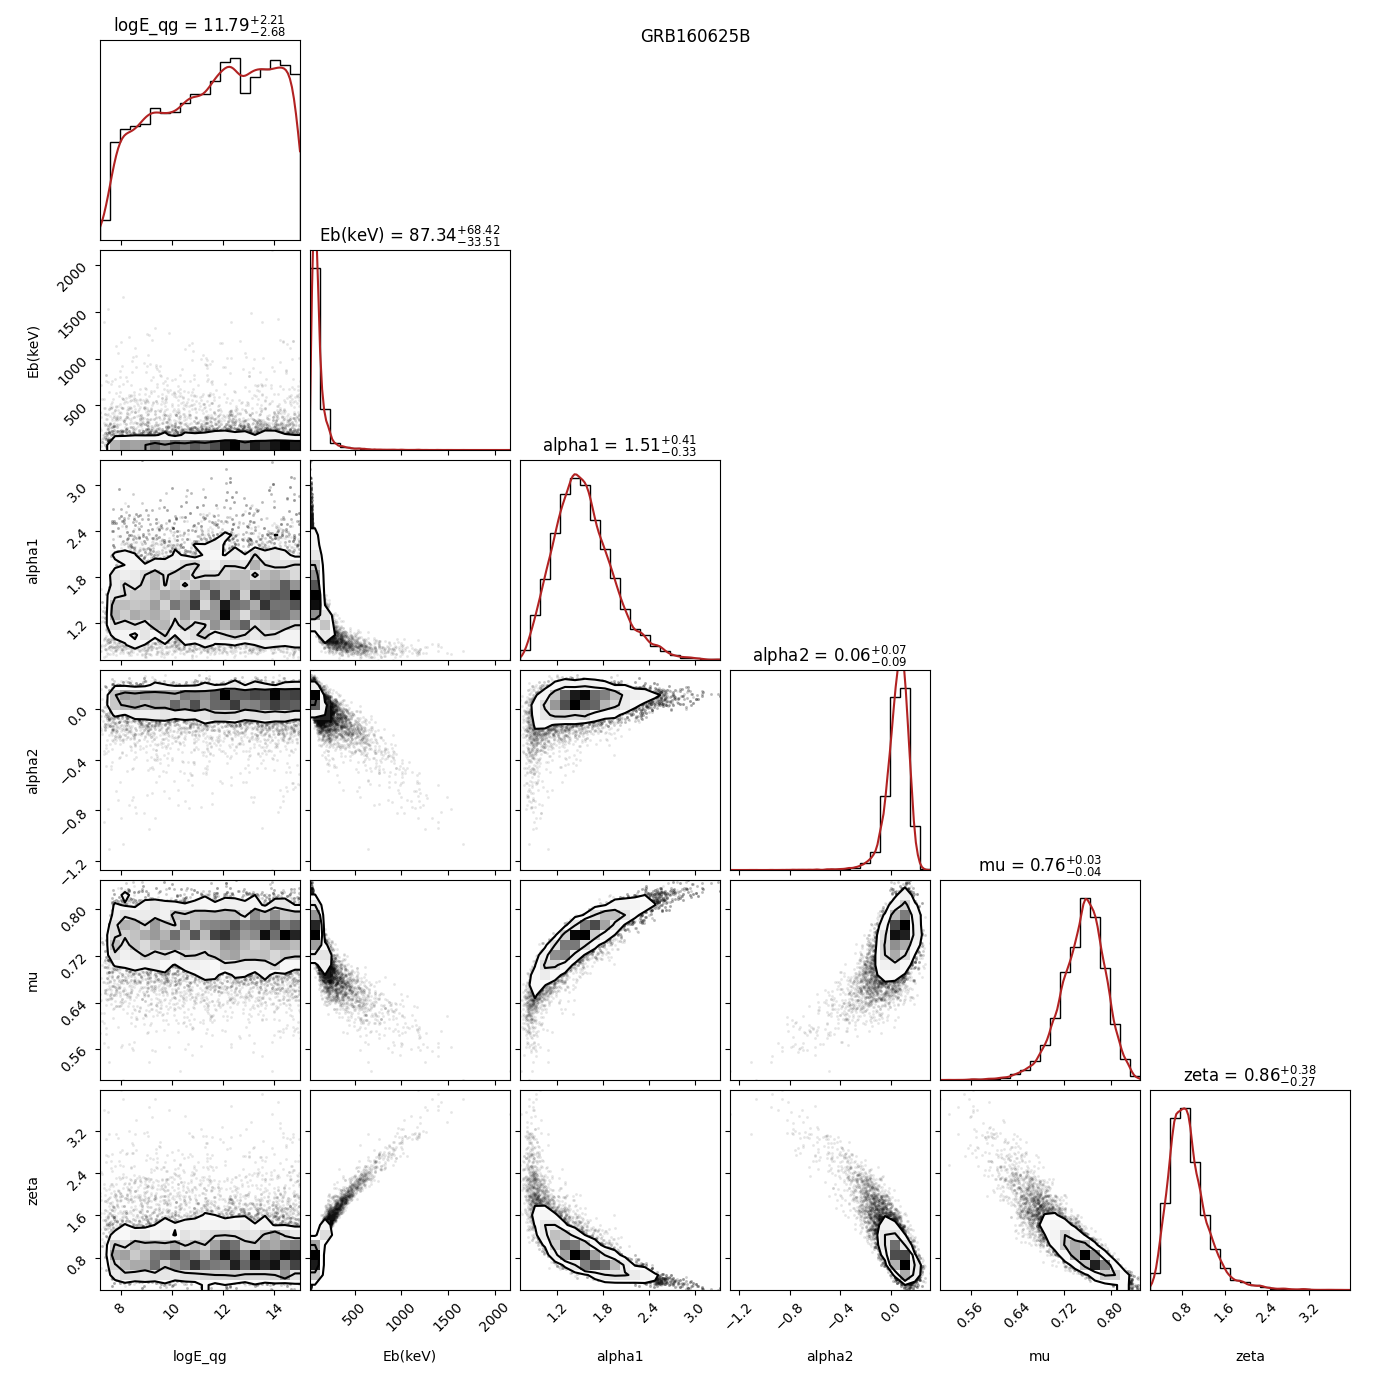 GRB160625B
logE_qg = 11.79+2.21−2.68
Eb(keV) = 87.34+68.42−33.51
2000
1500
1000
500
Eb(keV)
alpha1 = 1.51+0.41−0.33
3.0
2.4
1.8
1.2
alpha1
alpha2 = 0.06+0.07−0.09
0.0
−0.4
−0.8
−1.2
alpha2
mu = 0.76+0.03−0.04
0.80
0.72
0.64
0.56
mu
zeta = 0.86+0.38−0.27
3.2
2.4
1.6
0.8
zeta
8 10 12 14 500 1000 1500 2000 1.2 1.8 2.4 3.0 −1.2 −0.8 −0.4 0.0 0.56 0.64 0.72 0.80 0.8 1.6 2.4 3.2
logE_qg Eb(keV) alpha1 alpha2 mu zeta